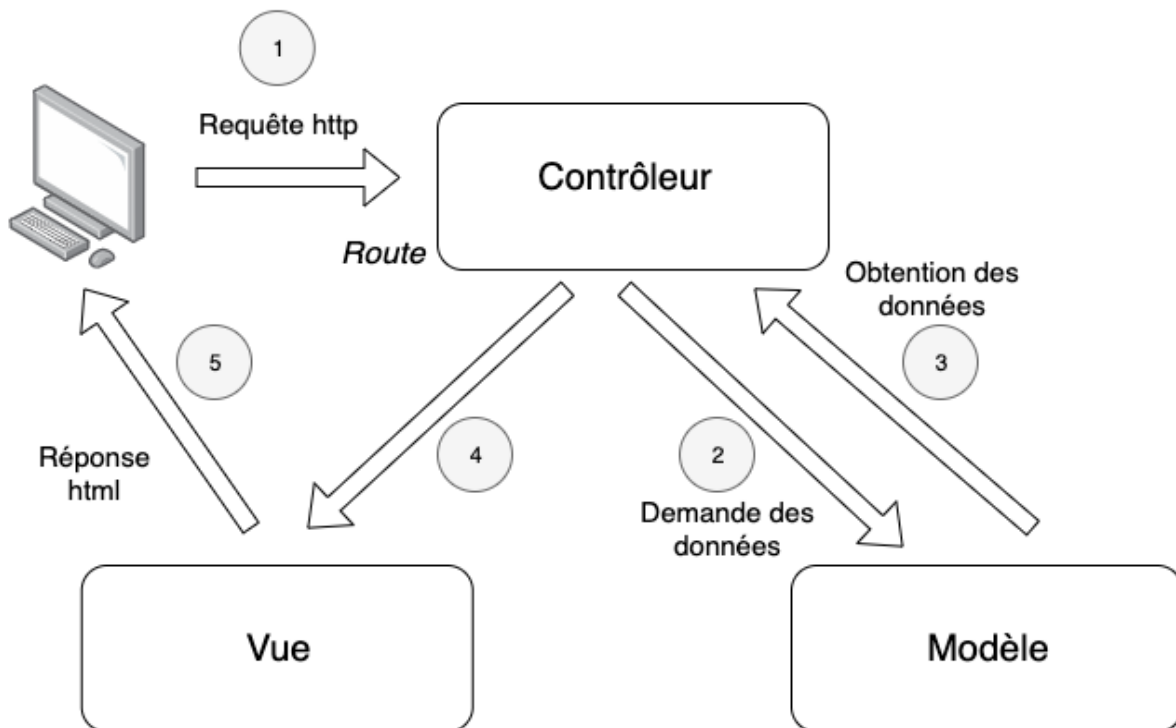 1
Requête http
Contrôleur
Route
Obtention des
données
3
5
4
2
Réponse
html
Demande des
données
Vue
Modèle